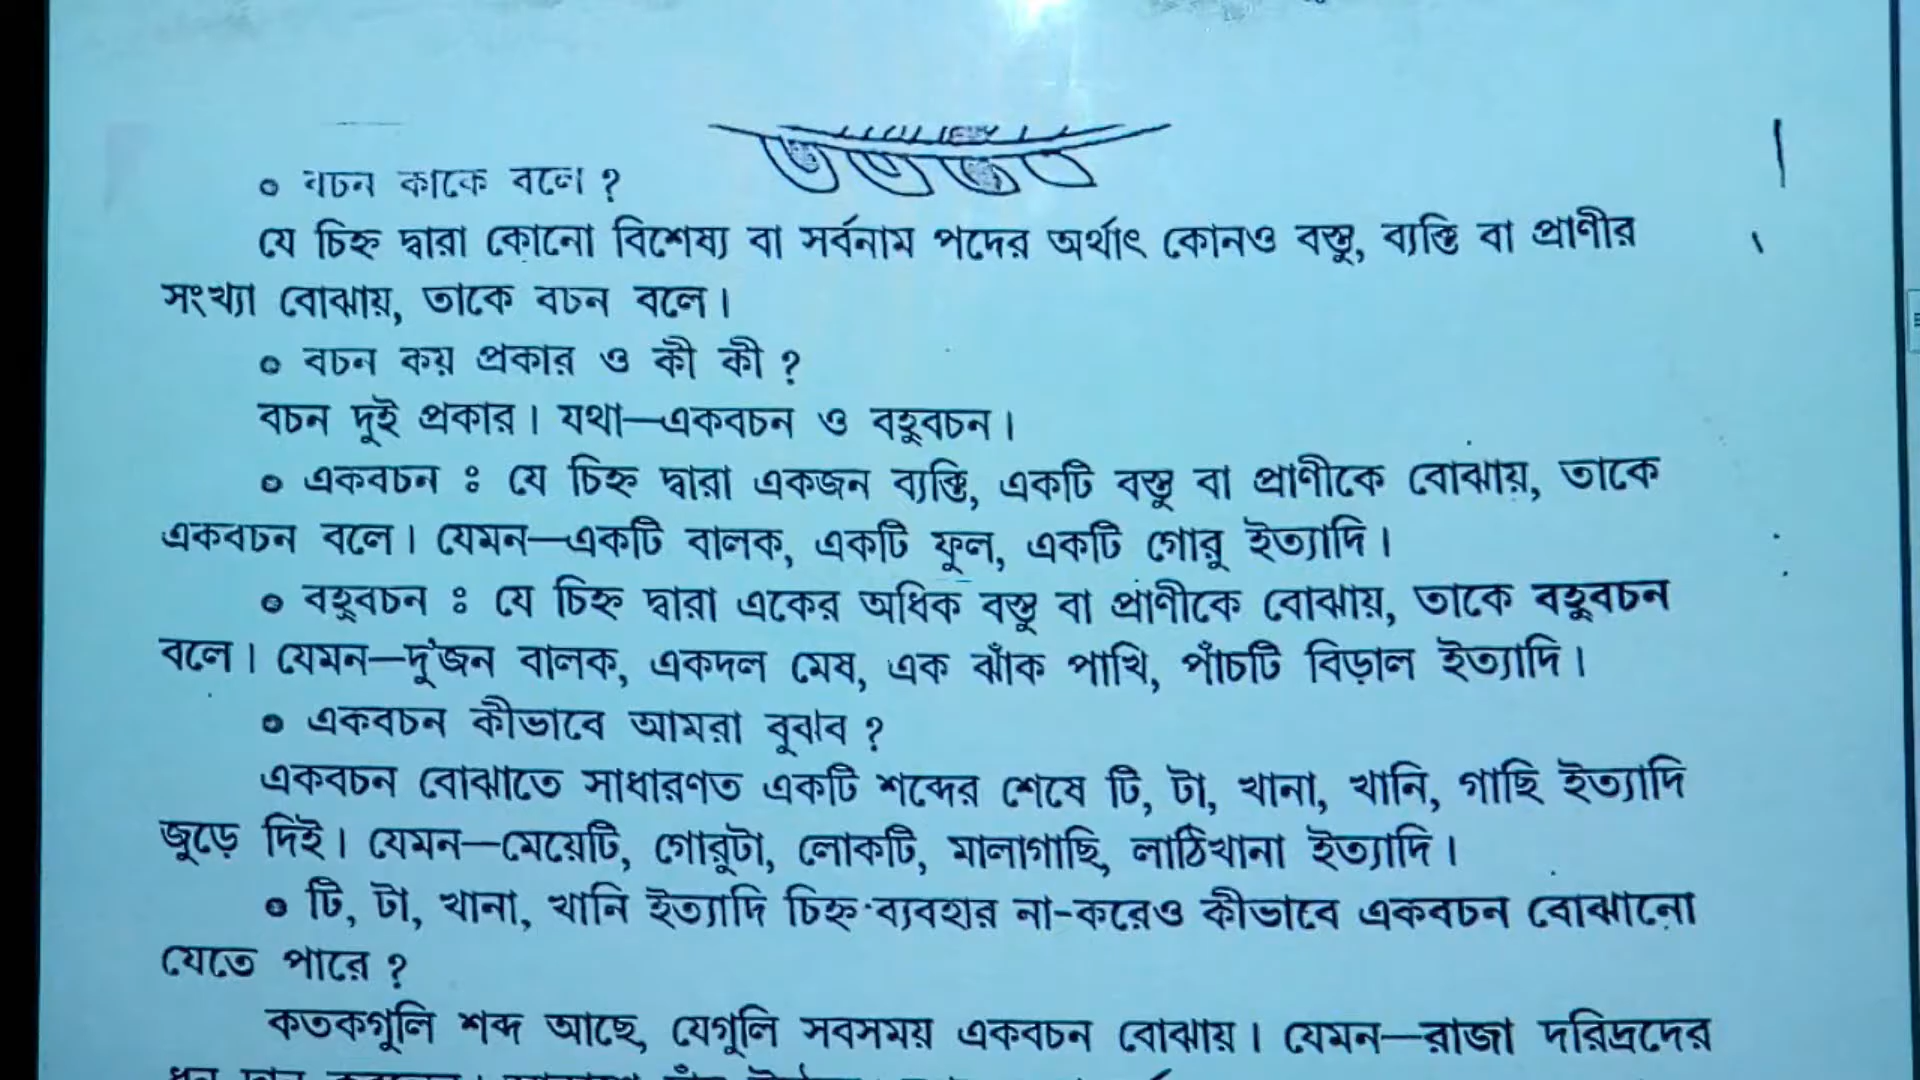 বচন কাকে বলে ?
যে চিহ্ন দ্বারা কোনো বিশেষ্য বা সর্বনাম পদের অর্থাৎ কোনও বস্তু, ব্যক্তি বা প্রাণীর
সংখ্যা বোঝায়, তাকে বচন বলে।
বচন কয় প্রকার ও কী কী ?
বচন দুই প্রকার। যথা—একবচন ও বহুবচন।
একবচন ঃ যে চিহ্ন দ্বারা একজন ব্যক্তি, একটি বস্তু বা প্রাণীকে বোঝায়, তাকে
একবচন বলে। যেমন—একটি বালক, একটি ফুল, একটি গোরু ইত্যাদি।
বহুবচন ঃ যে চিহ্ন দ্বারা একের অধিক বস্তু বা প্রাণীকে বোঝায়, তাকে বহুবচন
বলে। যেমন—দু'জন বালক, একদল মেষ, এক ঝাঁক পাখি, পাঁচটি বিড়াল ইত্যাদি।
একবচন কীভাবে আমরা বুঝব ?
একবচন বোঝাতে সাধারণত একটি শব্দের শেষে টি, টা, খানা, খানি, গাছি ইত্যাদি
জুড়ে দিই। যেমন—মেয়েটি, গোরুটা, লোকটি, মালাগাছি, লাঠিখানা ইত্যাদি।
টি, টা, খানা, খানি ইত্যাদি চিহ্ন ব্যবহার না-করেও কীভাবে একবচন বোঝানো
যেতে পারে ?
কতকগুলি শব্দ আছে, যেগুলি সবসময় একবচন বোঝায়। যেমন—রাজা দরিদ্রদের